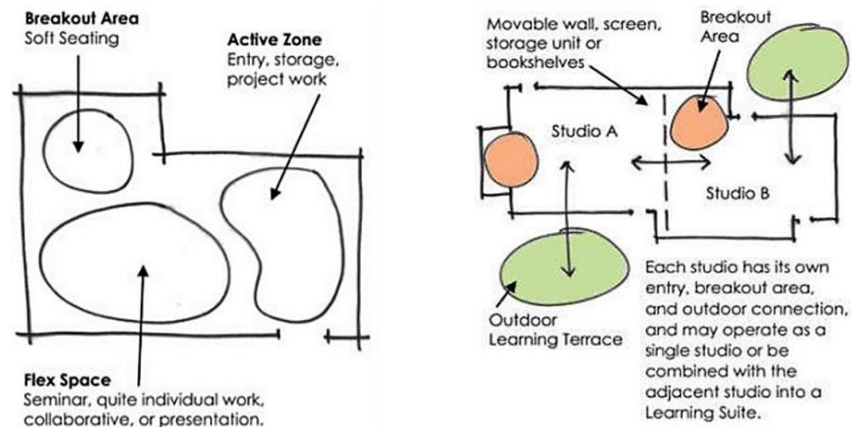 Breakout Area
Soft Seating
Active Zone
Entry, storage,
project work
Flex Space
Seminar, quite individual work,
collaborative, or presentation.
Movable wall, screen,
storage unit or
bookshelves
Breakout
Area
Studio A
Studio B
Outdoor
Learning Terrace
Each studio has its own
entry, breakout area,
and outdoor connection,
and may operate as a
single studio or be
combined with the
adjacent studio into a
Learning Suite.